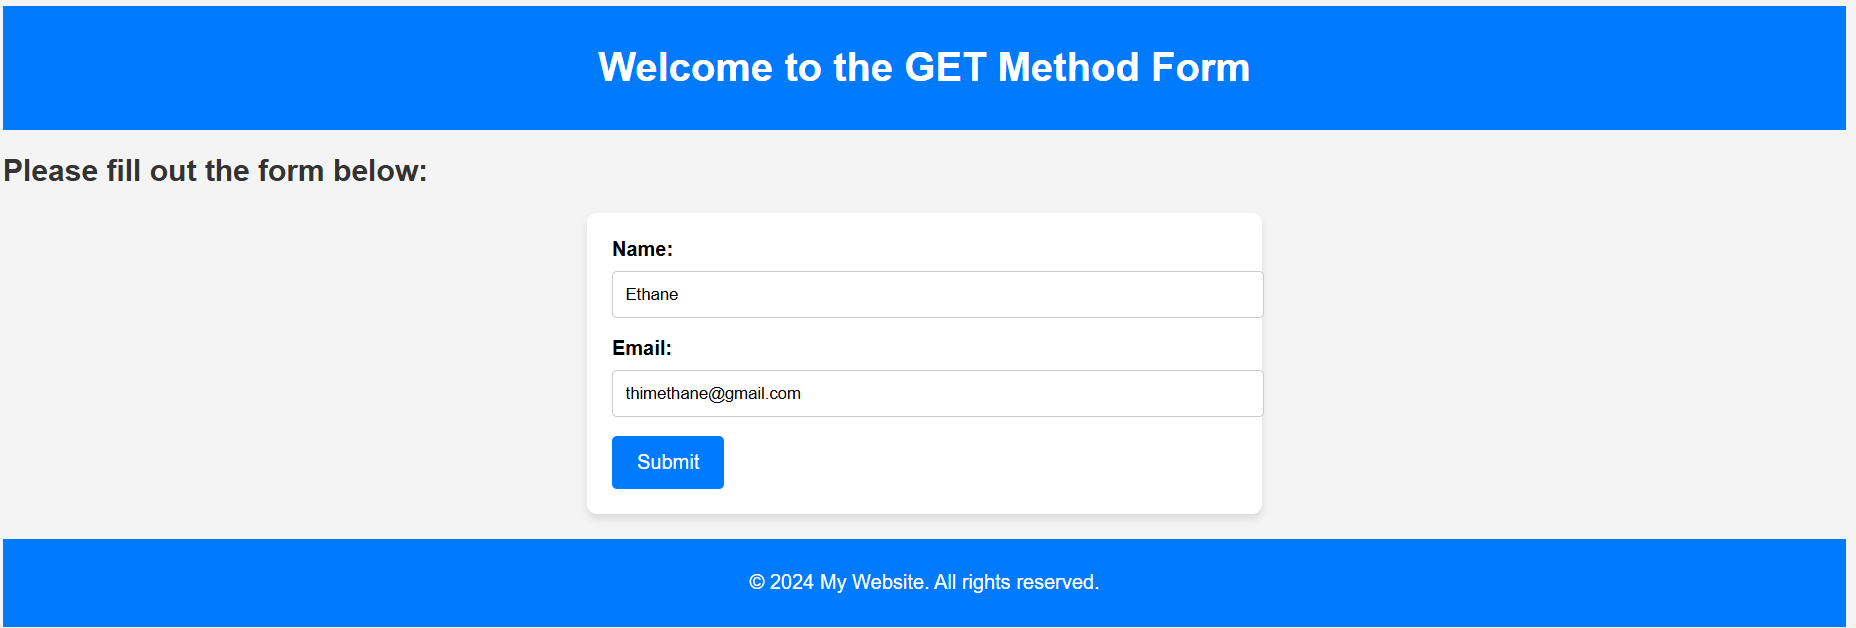 Welcome to the GET Method Form
Please fill out the form below:
Name:
Ethane
Email:
thimethane@gmail.com
Submit
© 2024 My Website. All rights reserved.